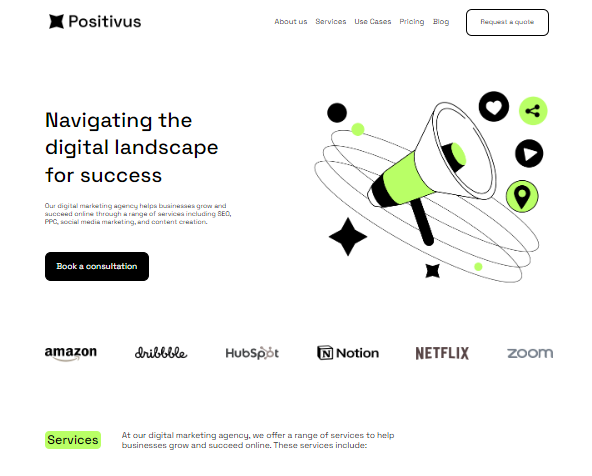 Positivus
About us Services Use Cases Pricing Blog Request a quote
Navigating the
digital landscape
for success
Our digital marketing agency helps businesses grow and
succeed online through a range of services including SEO,
PPC, social media marketing, and content creation.
Book a consultation
amazon dribbble HubSpot Notion NETFLIX zoom
Services
At our digital marketing agency, we offer a range of services to help
businesses grow and succeed online. These services include: